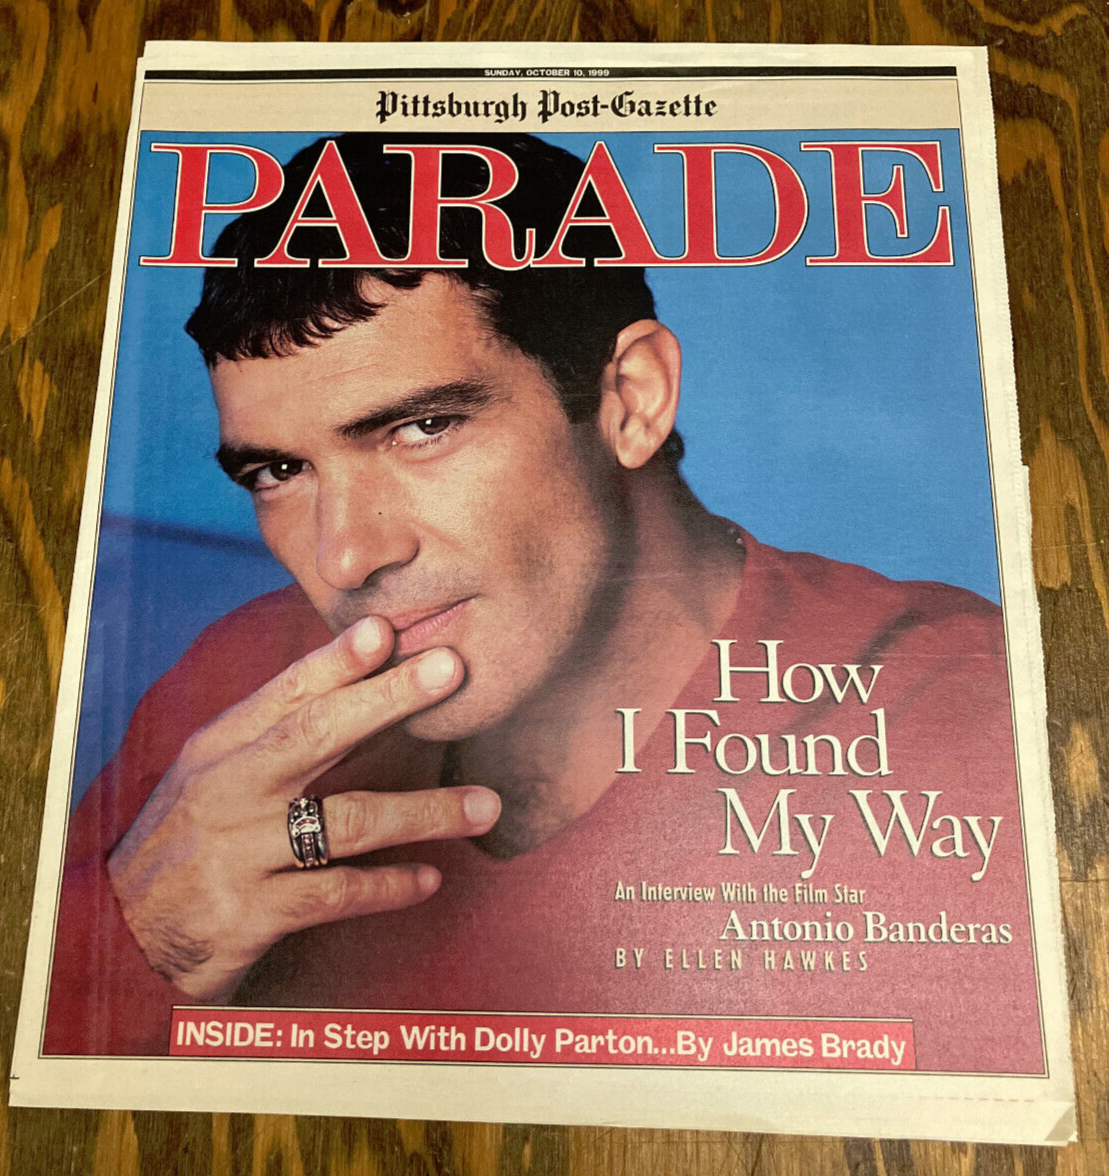 SUNDAY, OCTOBER 10, 1999
Pittsburgh Post-Gazette
PARADE
How
I Found
My Way
An Interview With the Film Star
Antonio Banderas
BY ELLEN HAWKES
INSIDE: In Step With Dolly Parton...By James Brady